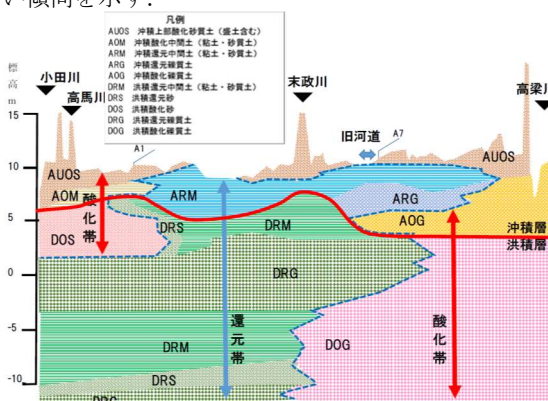 い傾向を示す.
凡例
AUOS 沖積上部酸化砂質土（盛土含む）
AOM 沖積酸化中間土（粘土・砂質土）
ARM 沖積還元中間土（粘土・砂質土）
ARG 沖積還元礫質土
AOG 沖積酸化礫質土
DRM 洪積還元中間土（粘土・砂質土）
DRS 洪積還元砂
DOS 洪積酸化砂
DRG 洪積還元礫質土
DOG 洪積酸化礫質土
標高m
小田川
高馬川
末政川
高梁川
旧河道
A1
A7
15
10
5
0
-5
-10
AUOS
AOM
DOS
酸化帯
ARM
DRS
DRM
DRG
ARG
AOG
AUOS
沖積層
洪積層
DRM
DRS
DRG
DOG
還元帯
酸化帯